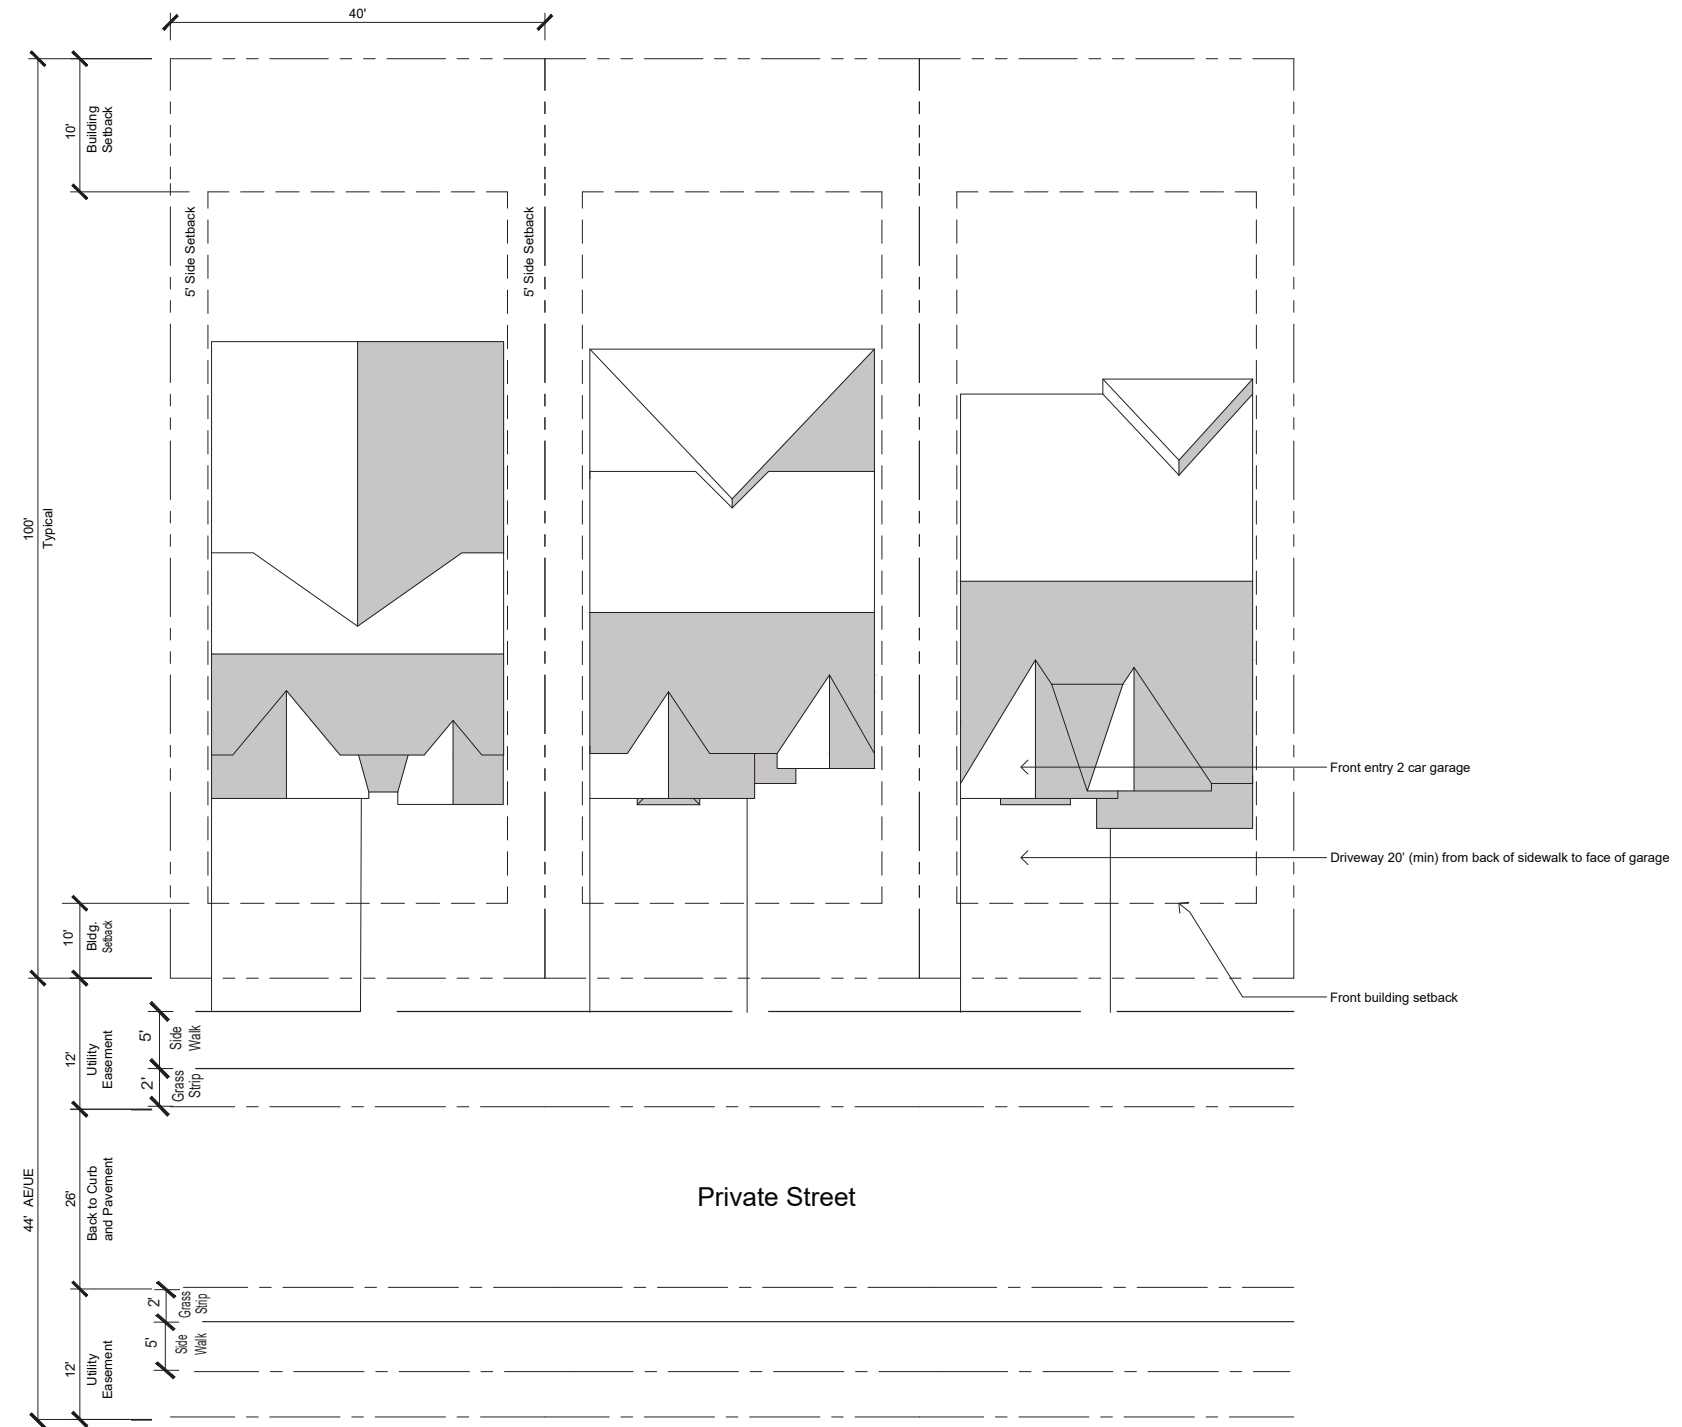 40'
10'
Building
Setback
5' Side Setback
5' Side Setback
100'
Typical
Front entry 2 car garage
Driveway 20' (min) from back of sidewalk to face of garage
10'
Bldg.
Setback
Front building setback
12'
Utility
Easement
5'
Side
Walk
2'
Grass
Strip
44' AE/UE
26'
Back to Curb
and Pavement
Private Street
2'
Grass
Strip
5'
Side
Walk
12'
Utility
Easement